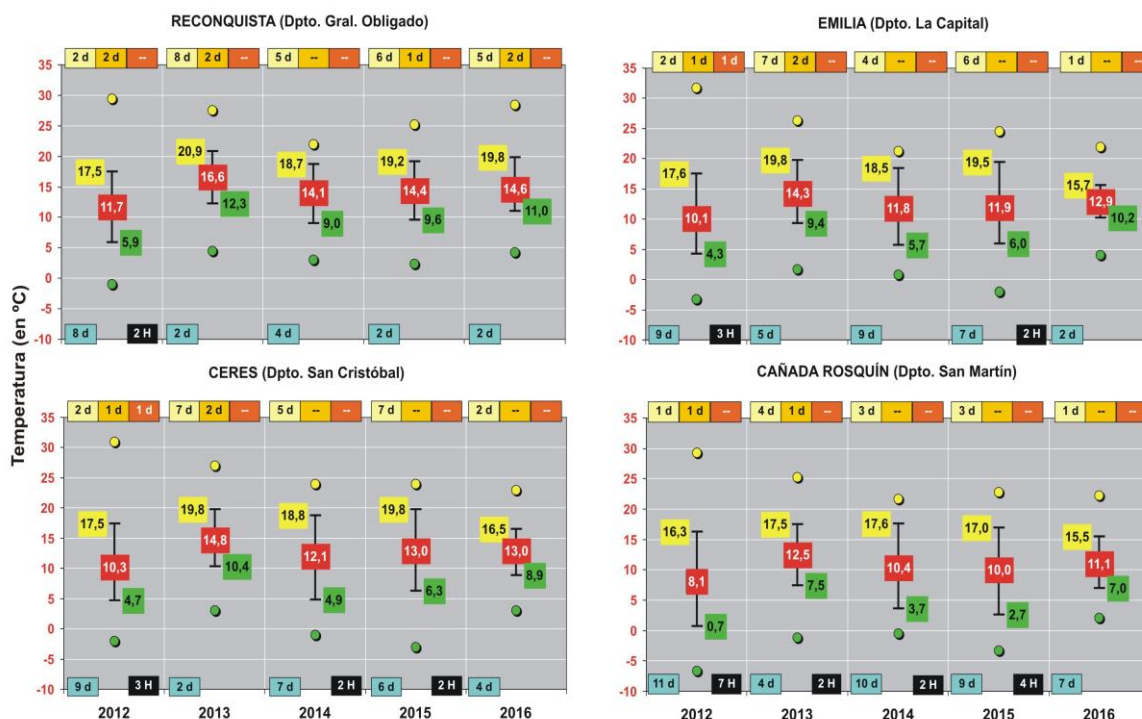 RECONQUISTA (Dpto. Gral. Obligado)
2 d 2 d -- 8 d 2 d -- 5 d -- -- 6 d 1 d -- 5 d 2 d --
35
30
25
20
15
10
5
0
-5
-10
17,5 20,9 18,7 19,2 19,8
11,7 16,6 14,1 14,4 14,6
5,9 12,3 9,0 9,6 11,0
8 d 2 H 2 d 4 d 2 d 2 d
EMILIA (Dpto. La Capital)
2 d 1 d 1 d 7 d 2 d -- 4 d -- -- 6 d -- -- 1 d -- --
35
30
25
20
15
10
5
0
-5
-10
17,6 19,8 18,5 19,5 15,7
10,1 14,3 11,8 11,9 12,9
4,3 9,4 5,7 6,0 10,2
9 d 3 H 5 d 9 d 7 d 2 H 2 d
Temperatura (en ºC)
CERES (Dpto. San Cristóbal)
2 d 1 d 1 d 7 d 2 d -- 5 d -- -- 7 d -- -- 2 d -- --
35
30
25
20
15
10
5
0
-5
-10
17,5 19,8 18,8 19,8 16,5
10,3 14,8 12,1 13,0 13,0
4,7 10,4 4,9 6,3 8,9
9 d 3 H 2 d 7 d 2 H 6 d 2 H 4 d
2012 2013 2014 2015 2016
CAÑADA ROSQUÍN (Dpto. San Martín)
1 d 1 d -- 4 d 1 d -- 3 d -- -- 3 d -- -- 1 d -- --
35
30
25
20
15
10
5
0
-5
-10
16,3 17,5 17,6 17,0 15,5
8,1 12,5 10,4 10,0 11,1
0,7 7,5 3,7 2,7 7,0
11 d 7 H 4 d 2 H 10 d 2 H 9 d 4 H 7 d
2012 2013 2014 2015 2016